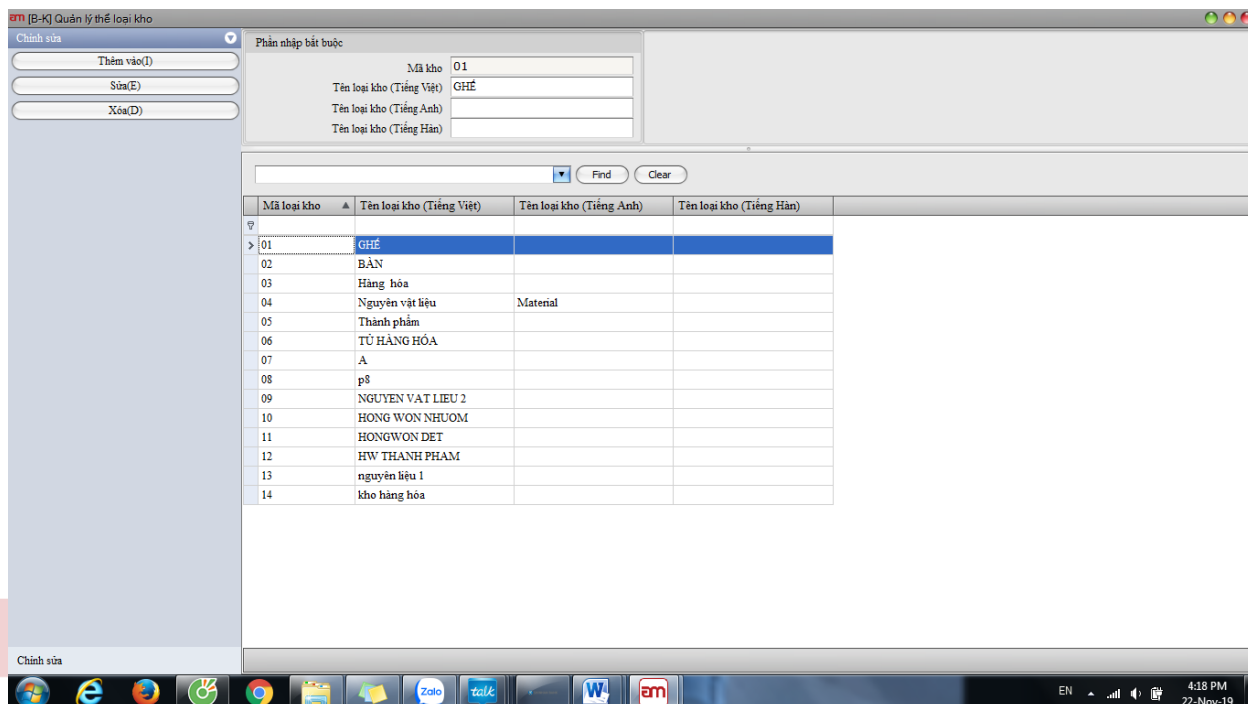 am [B-K] Quản lý thể loại kho
Chỉnh sửa
Thêm vào(I)
Sửa(E)
Xóa(D)
Phần nhập bắt buộc
Mã kho 01
Tên loại kho (Tiếng Việt) GHẾ
Tên loại kho (Tiếng Anh)
Tên loại kho (Tiếng Hàn)
Find Clear
Mã loại kho Tên loại kho (Tiếng Việt) Tên loại kho (Tiếng Anh) Tên loại kho (Tiếng Hàn)
01 GHẾ
02 BÀN
03 Hàng hóa
04 Nguyên vật liệu Material
05 Thành phẩm
06 TỦ HÀNG HÓA
07 A
08 p8
09 NGUYEN VAT LIEU 2
10 HONG WON NHUOM
11 HONGWON DET
12 HW THANH PHAM
13 nguyên liệu 1
14 kho hàng hóa
Chỉnh sửa
Zalo talk W am EN 4:18 PM
22-Nov-19